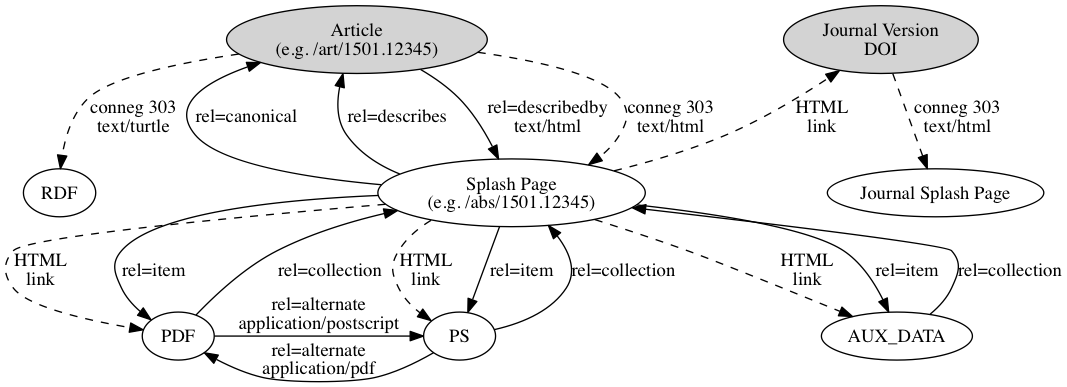 Article
(e.g. /art/1501.12345)
Journal Version
DOI
conneg 303
text/turtle
rel=canonical
rel=describes
rel=describedby
text/html
conneg 303
text/html
HTML
link
conneg 303
text/html
RDF
Splash Page
(e.g. /abs/1501.12345)
Journal Splash Page
HTML
link
rel=item
rel=collection
HTML
link
rel=item
rel=collection
HTML
link
rel=item
rel=collection
rel=alternate
application/postscript
PDF
PS
AUX_DATA
rel=alternate
application/pdf